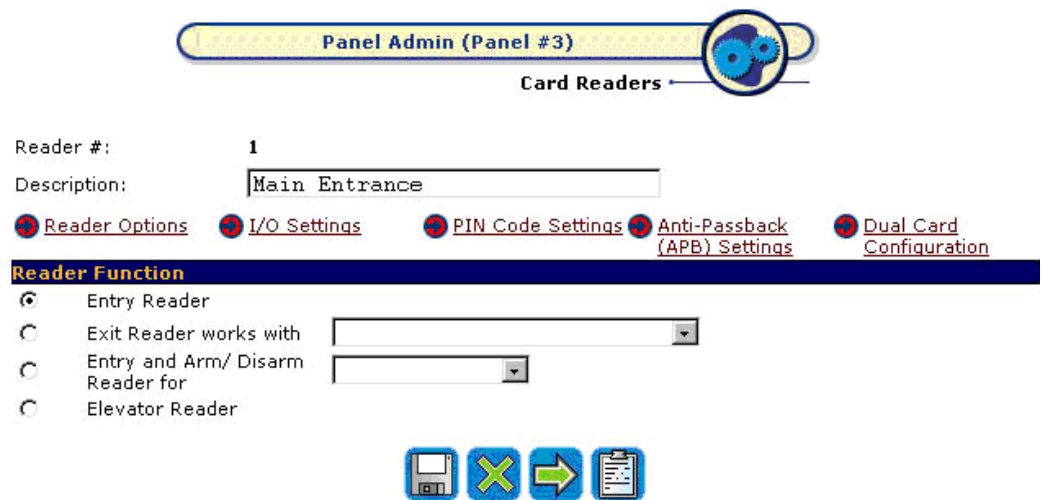 Panel Admin (Panel #3)
Card Readers
Reader #: 1
Description: Main Entrance
Reader Options I/O Settings PIN Code Settings Anti-Passback (APB) Settings Dual Card Configuration
Reader Function
Entry Reader
Exit Reader works with
Entry and Arm/ Disarm
Reader for
Elevator Reader